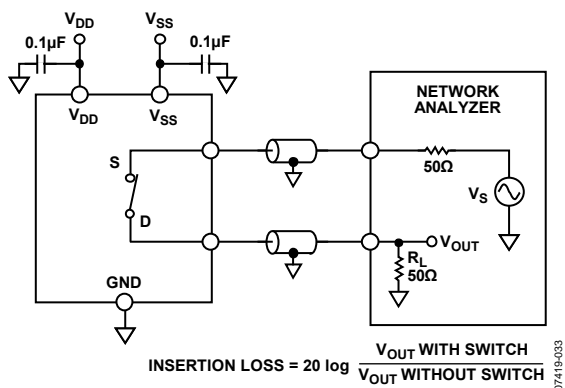 V_DD
V_SS
0.1µF
0.1µF
V_DD
V_SS
NETWORK
ANALYZER
S
50Ω
V_S
D
V_OUT
R_L
50Ω
GND
INSERTION LOSS = 20 log
V_OUT WITH SWITCH
V_OUT WITHOUT SWITCH
07419-033